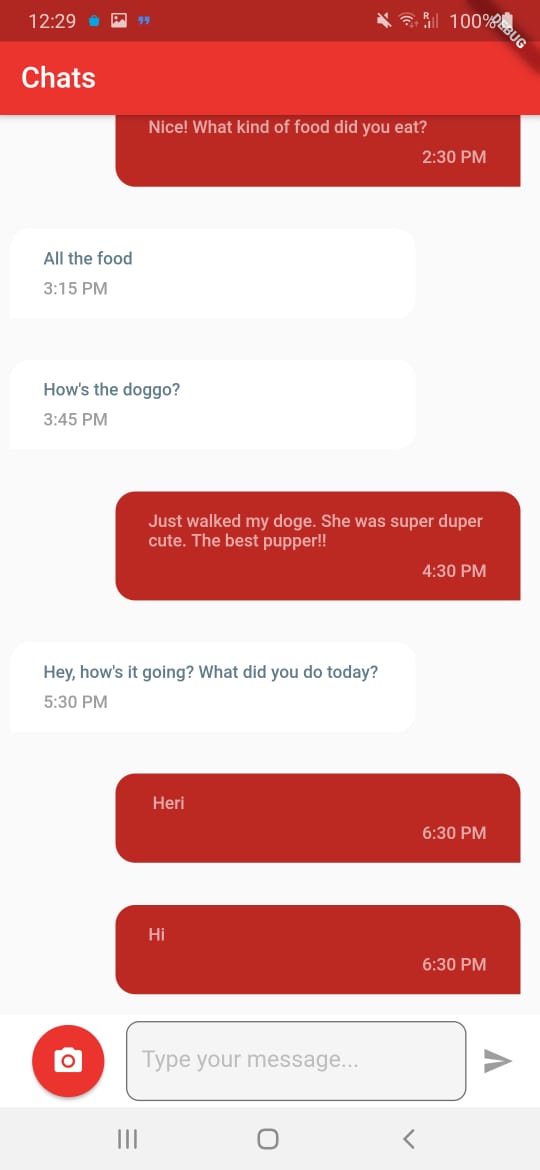 12:29
R
100%
DEBUG
Chats
Nice! What kind of food did you eat?
2:30 PM
All the food
3:15 PM
How's the doggo?
3:45 PM
Just walked my doge. She was super duper
cute. The best pupper!!
4:30 PM
Hey, how's it going? What did you do today?
5:30 PM
Heri
6:30 PM
Hi
6:30 PM
Type your message...